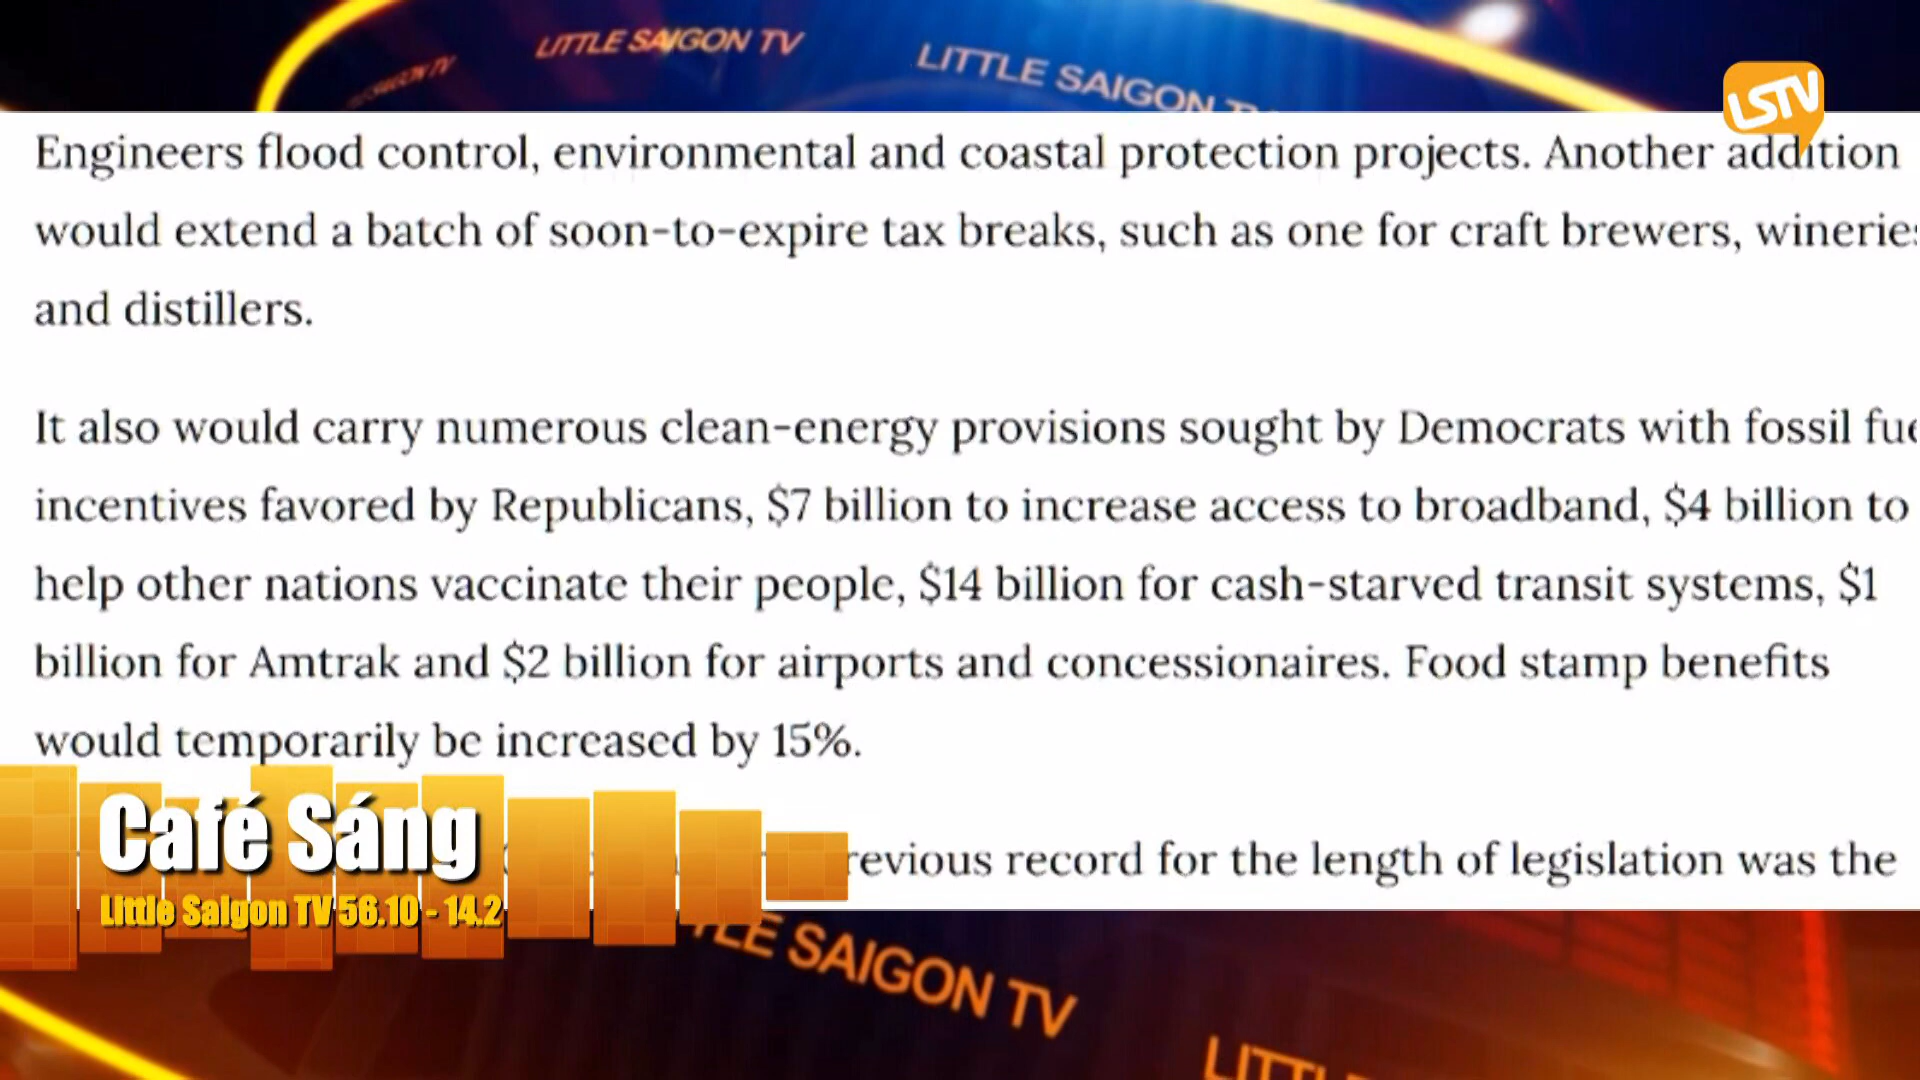 LITTLE SAIGON TV
LITTLE SAIGON TV
LSTV
Engineers flood control, environmental and coastal protection projects. Another addition
would extend a batch of soon-to-expire tax breaks, such as one for craft brewers, wineries
and distillers.
It also would carry numerous clean-energy provisions sought by Democrats with fossil fue
incentives favored by Republicans, $7 billion to increase access to broadband, $4 billion to
help other nations vaccinate their people, $14 billion for cash-starved transit systems, $1
billion for Amtrak and $2 billion for airports and concessionaires. Food stamp benefits
would temporarily be increased by 15%.
revious record for the length of legislation was the
Café Sáng
Little Saigon TV 56.10 - 14.2
TLE SAIGON TV
LITT